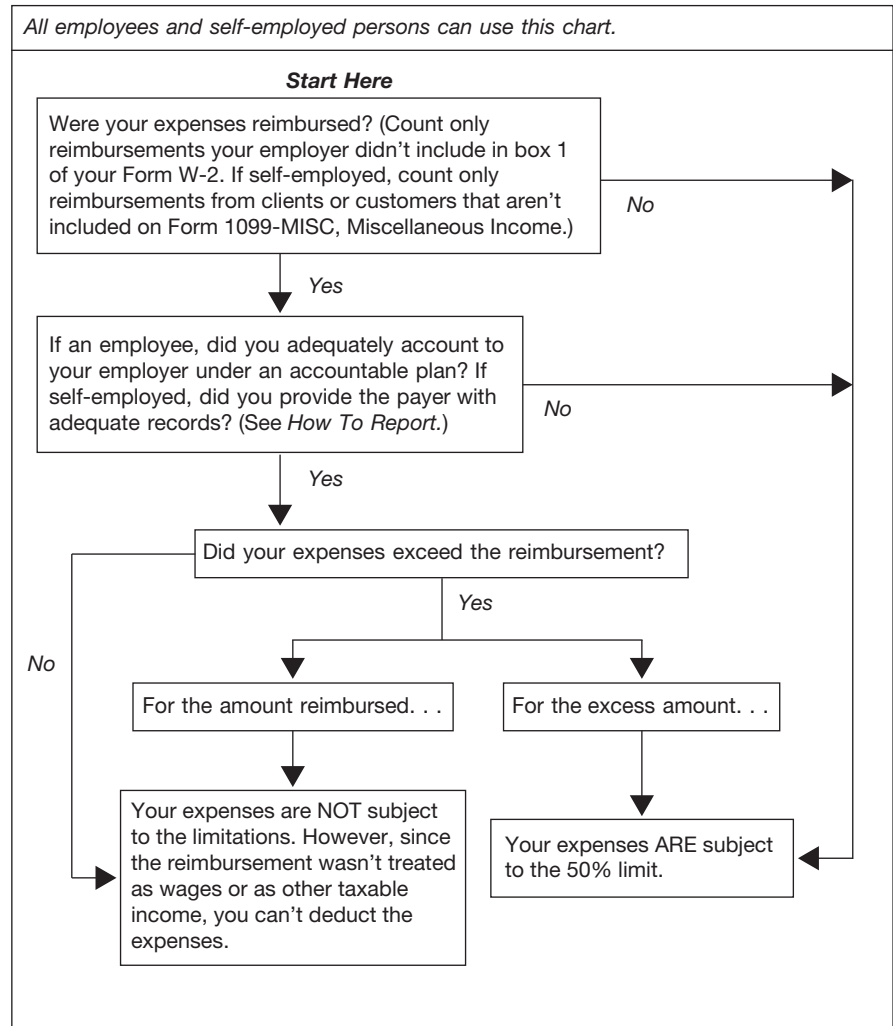 All employees and self-employed persons can use this chart.
Start Here
Were your expenses reimbursed? (Count only
reimbursements your employer didn't include in box 1
of your Form W-2. If self-employed, count only
reimbursements from clients or customers that aren't
included on Form 1099-MISC, Miscellaneous Income.)
No
Yes
If an employee, did you adequately account to
your employer under an accountable plan? If
self-employed, did you provide the payer with
adequate records? (See How To Report.)
No
Yes
Did your expenses exceed the reimbursement?
Yes
No
For the amount reimbursed. . .
For the excess amount. . .
Your expenses are NOT subject
to the limitations. However, since
the reimbursement wasn't treated
as wages or as other taxable
income, you can't deduct the
expenses.
Your expenses ARE subject
to the 50% limit.